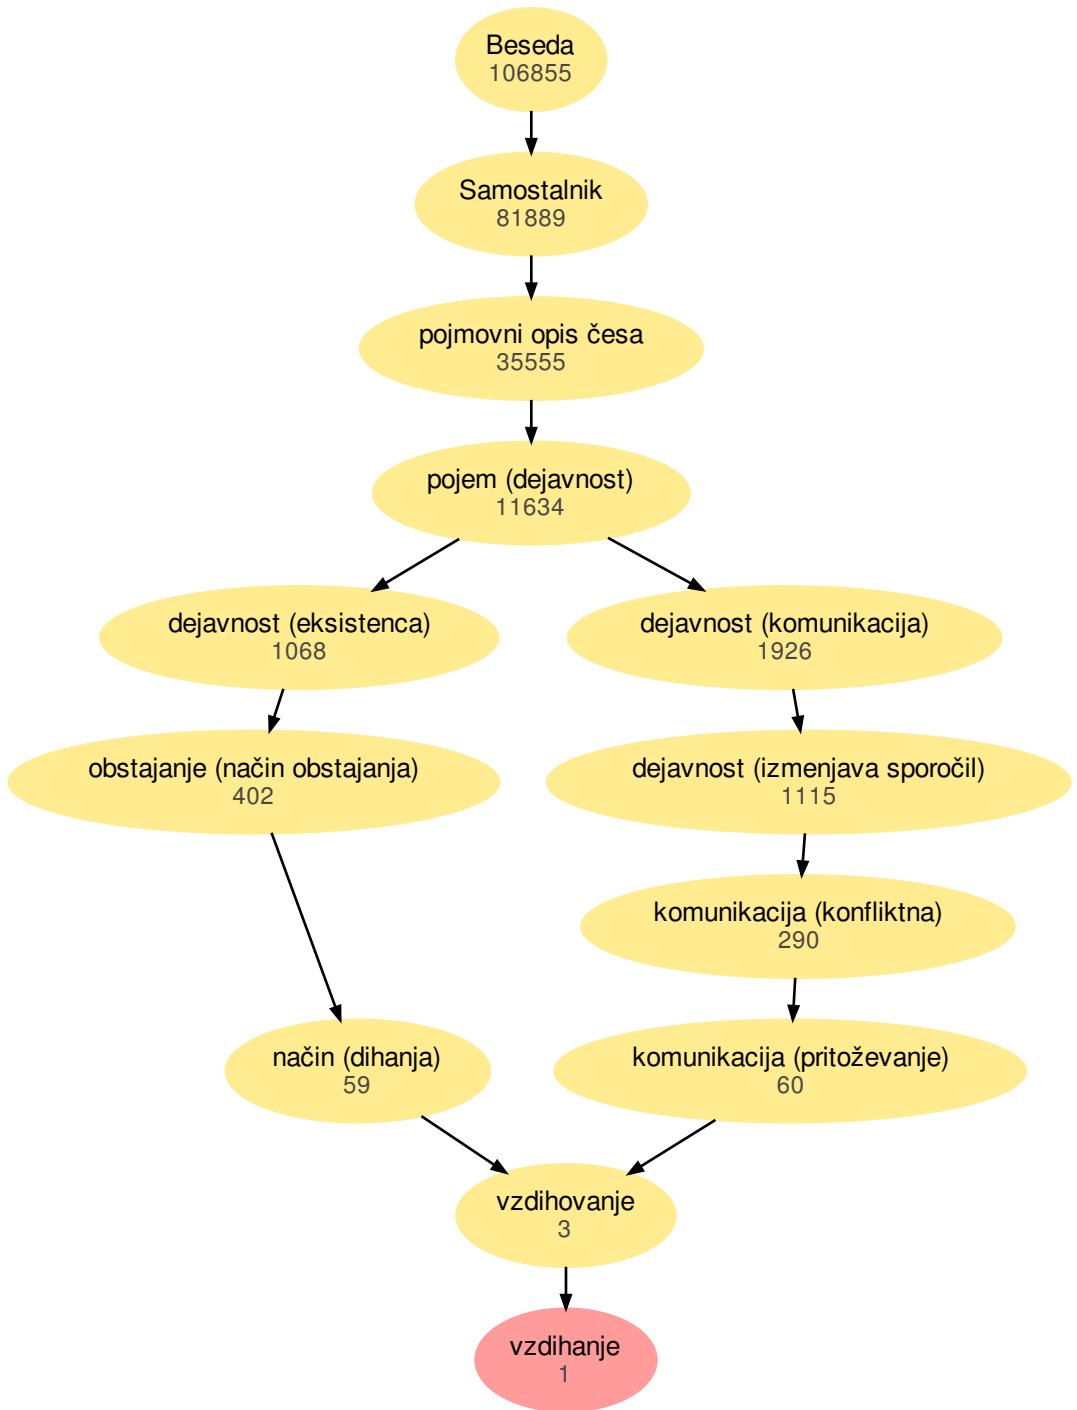 Beseda
106855
Samostalnik
81889
pojmovni opis česa
35555
pojem (dejavnost)
11634
dejavnost (eksistenca)
1068
dejavnost (komunikacija)
1926
obstajanje (način obstajanja)
402
dejavnost (izmenjava sporočil)
1115
komunikacija (konfliktna)
290
način (dihanja)
59
komunikacija (pritoževanje)
60
vzdihovanje
3
vzdihanje
1